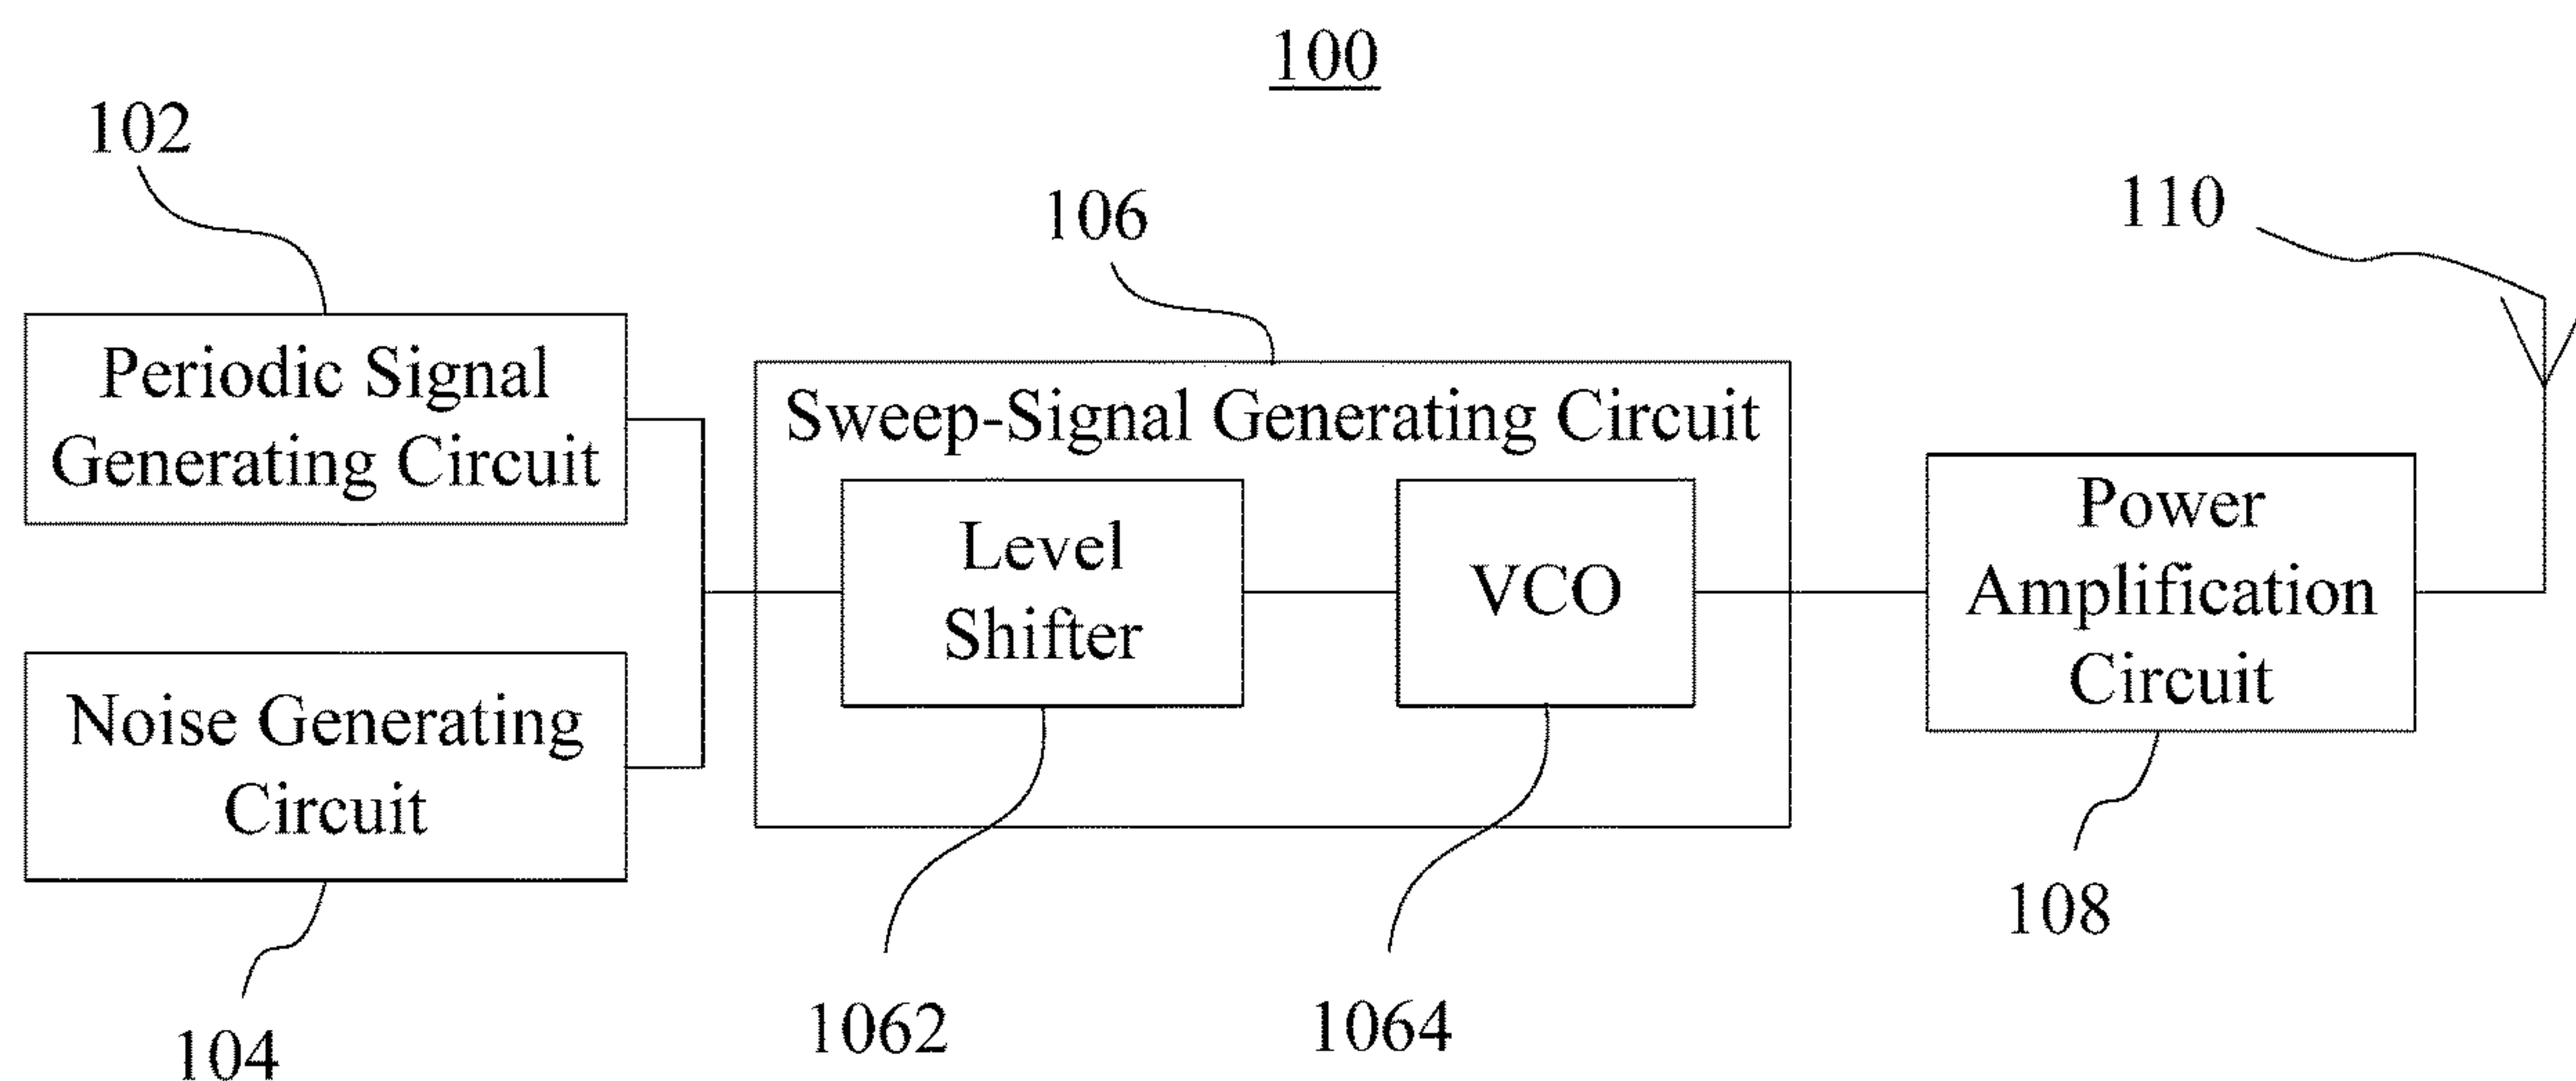 100
102
106
110
Periodic Signal
Generating Circuit
Sweep-Signal Generating Circuit
Level
Shifter
VCO
Power
Amplification
Circuit
Noise Generating
Circuit
108
104
1062
1064